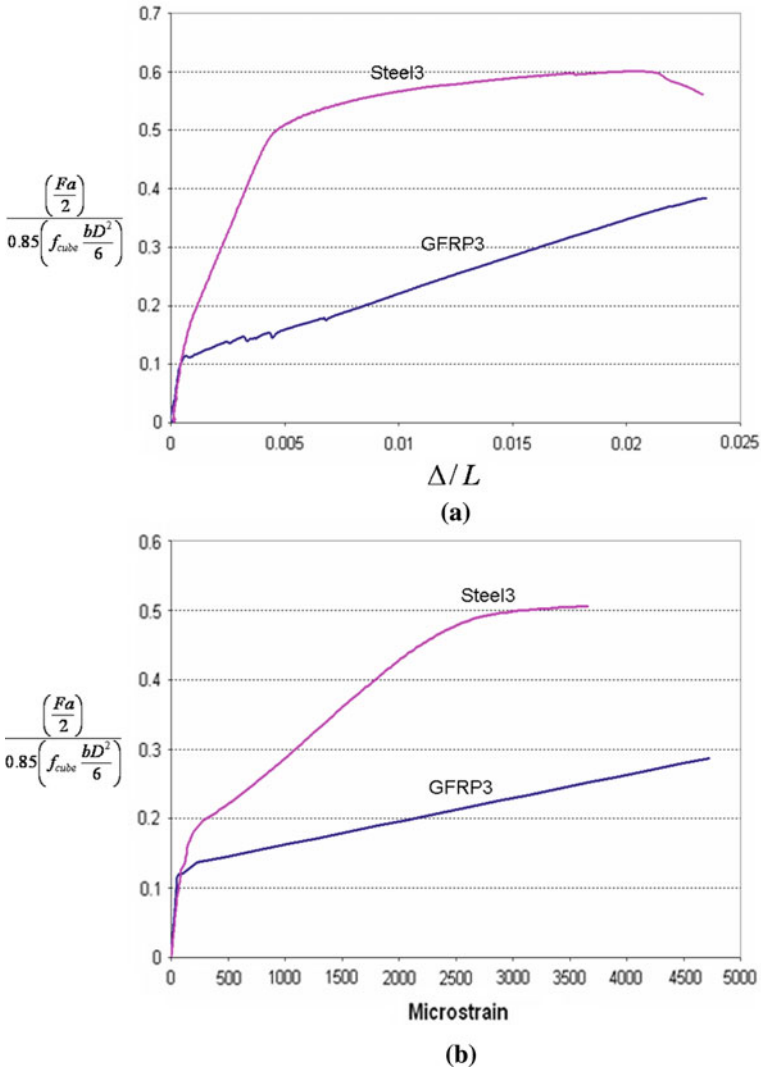 0.7
0.6
0.5
0.4
0.3
0.2
0.1
0
Steel3
GFRP3
(Fa/2)
0.85(f_cube bD²/6)
0 0.005 0.01 0.015 0.02 0.025
Δ/L
(a)
0.6
0.5
0.4
0.3
0.2
0.1
0
Steel3
GFRP3
(Fa/2)
0.85(f_cube bD²/6)
0 500 1000 1500 2000 2500 3000 3500 4000 4500 5000
Microstrain
(b)